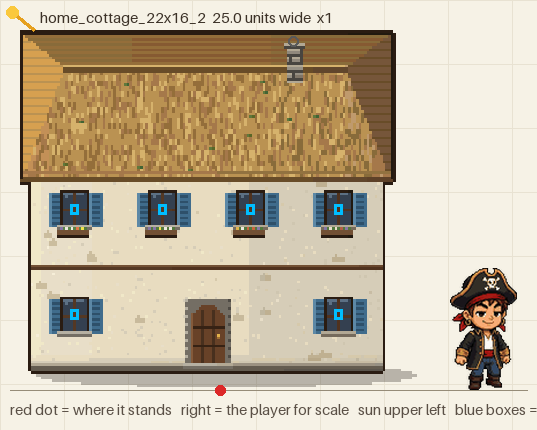 home_cottage_22x16_2  25.0 units wide  x1
red dot = where it stands   right = the player for scale   sun upper left   blue boxes =